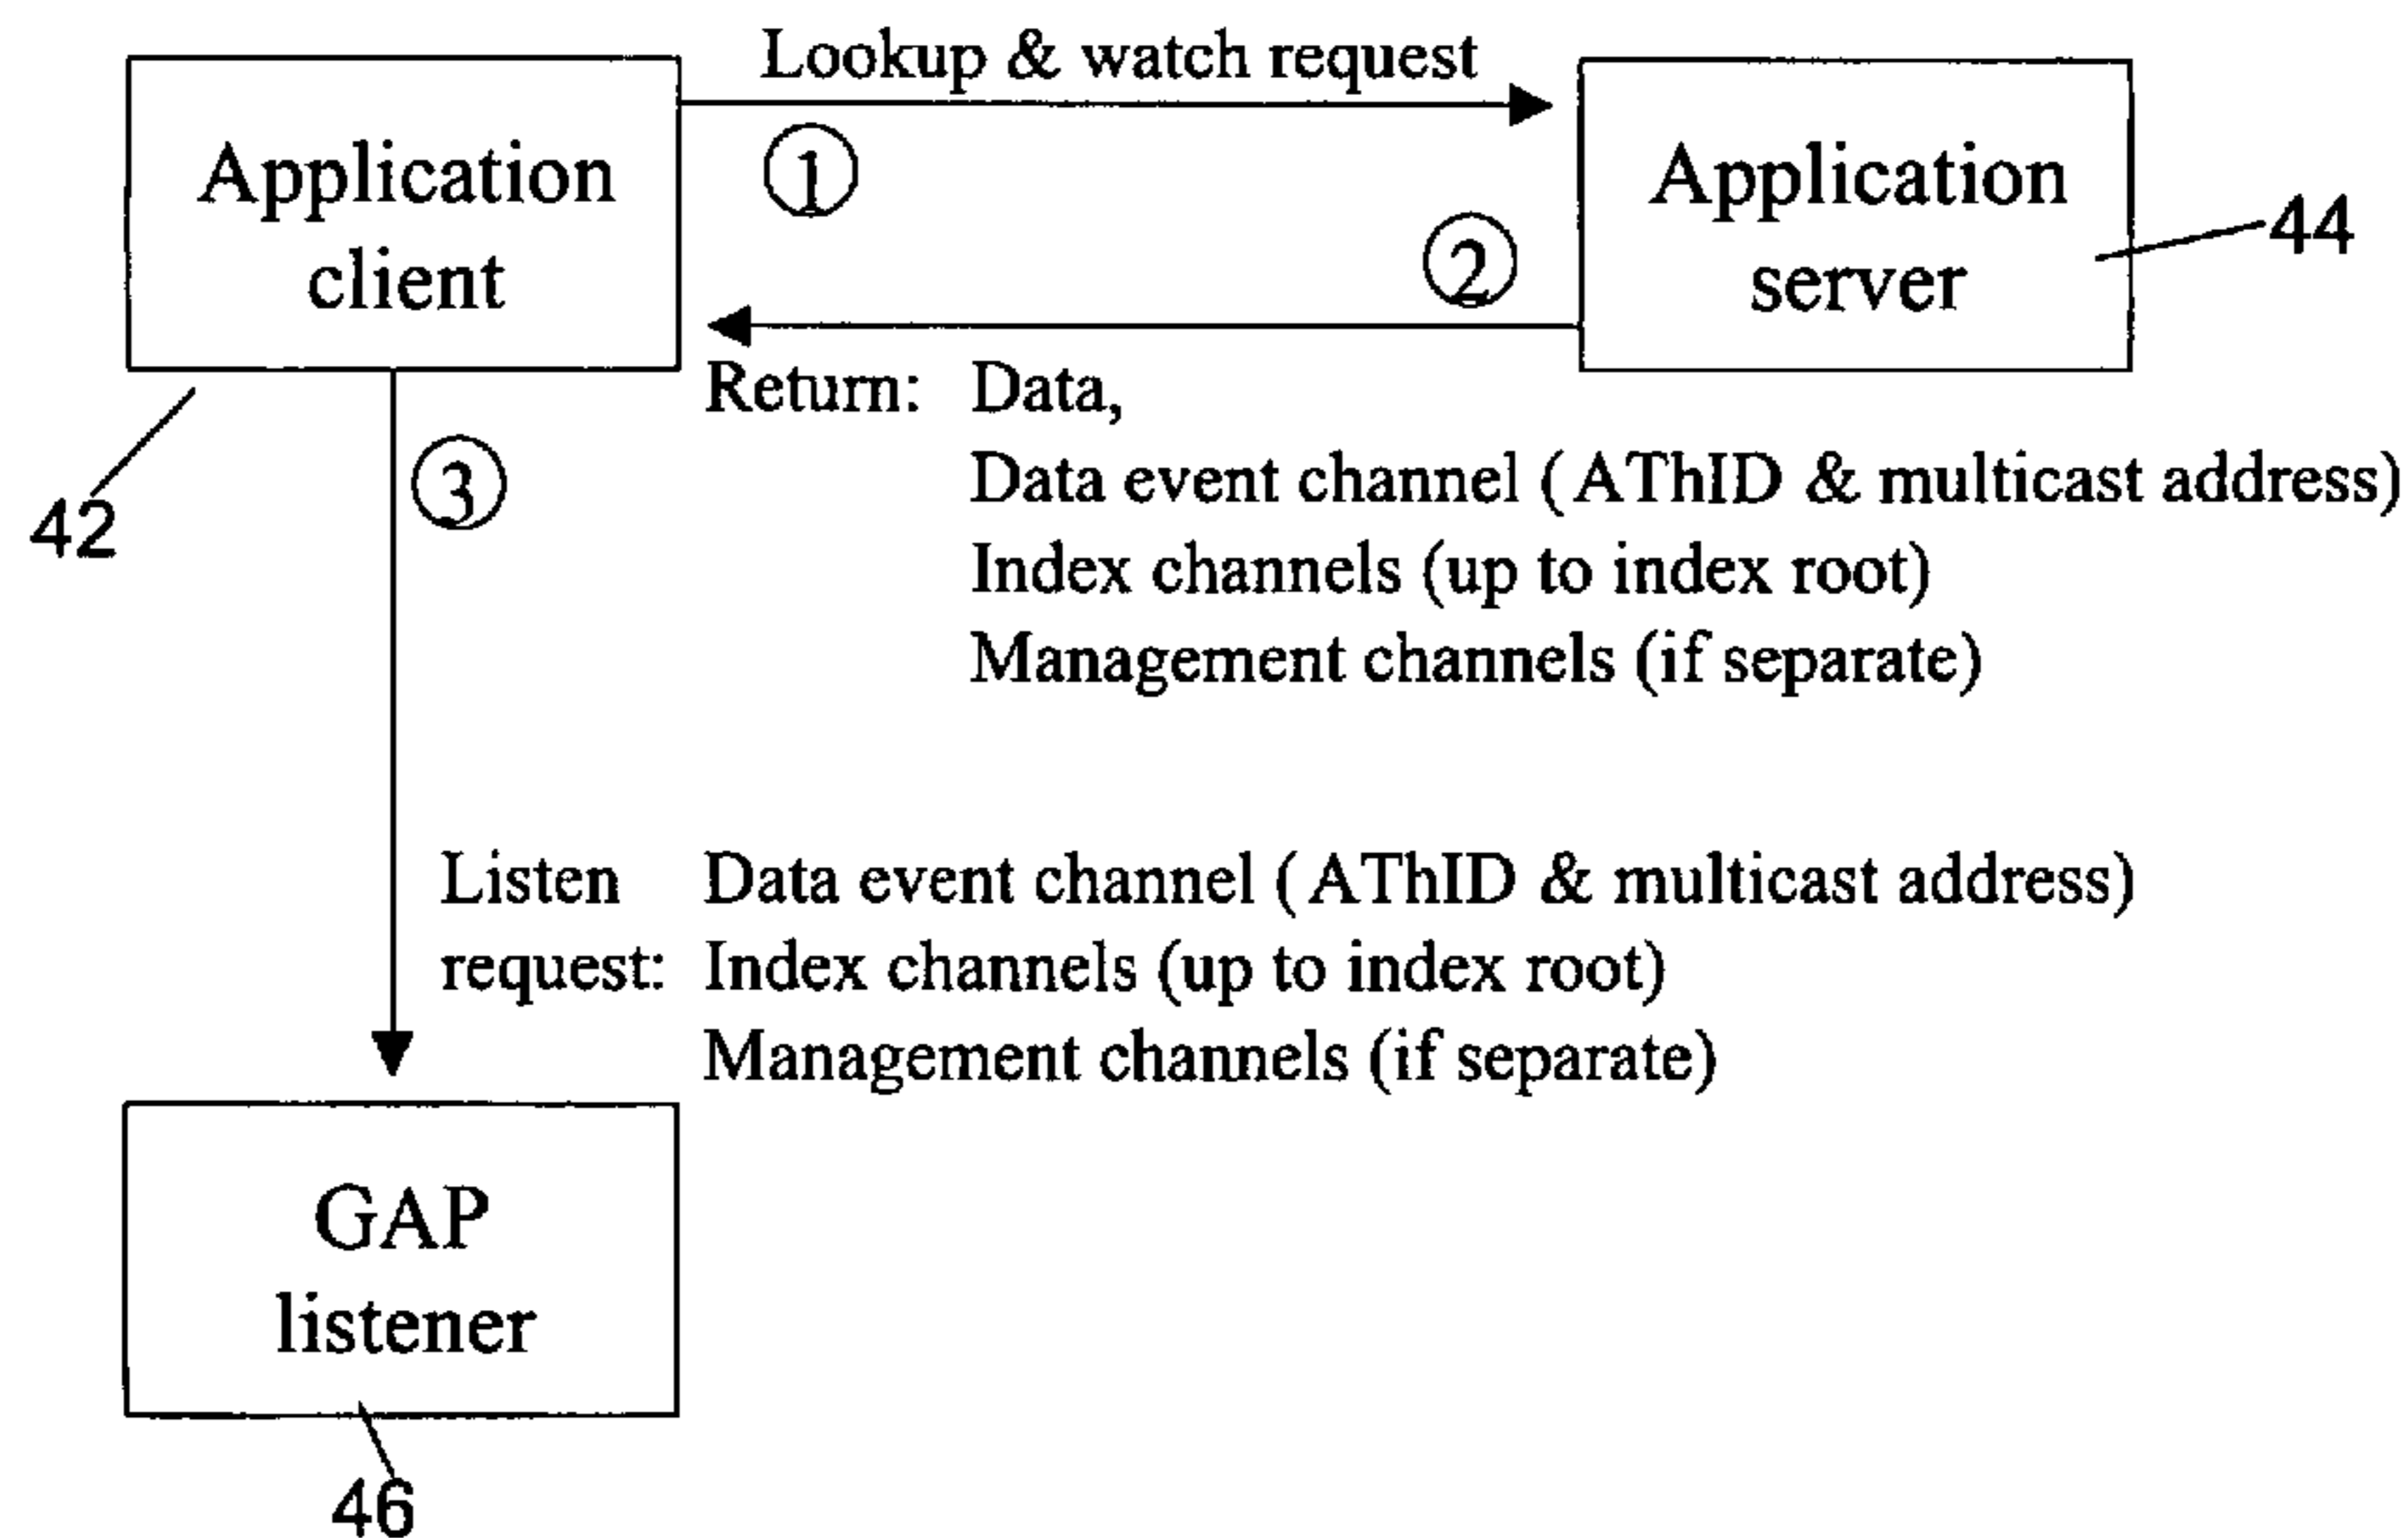 Lookup & watch request
Application
client
1
Application
server
44
2
42
3
Return: Data,
Data event channel (AThID & multicast address)
Index channels (up to index root)
Management channels (if separate)
Listen Data event channel (AThID & multicast address)
request: Index channels (up to index root)
Management channels (if separate)
GAP
listener
46